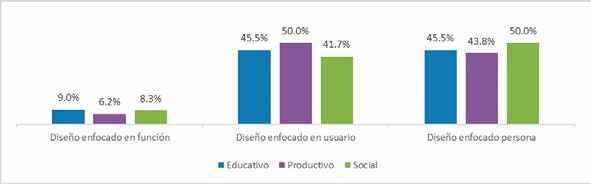 50.0%
50.0%
45.5%
45.5%
43.8%
41.7%
9.0%
6.2%
8.3%
Diseño enfocado en función
Diseño enfocado en usuario
Diseño enfocado persona
Educativo
Productivo
Social